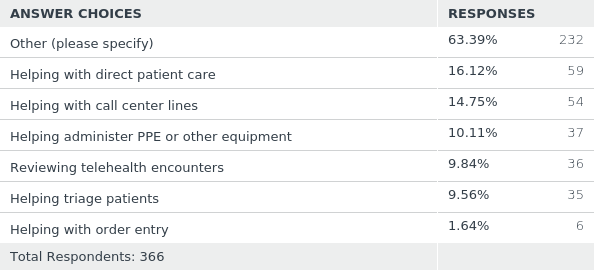 ANSWER CHOICES RESPONSES
Other (please specify) 63.39% 232
Helping with direct patient care 16.12% 59
Helping with call center lines 14.75% 54
Helping administer PPE or other equipment 10.11% 37
Reviewing telehealth encounters 9.84% 36
Helping triage patients 9.56% 35
Helping with order entry 1.64% 6
Total Respondents: 366